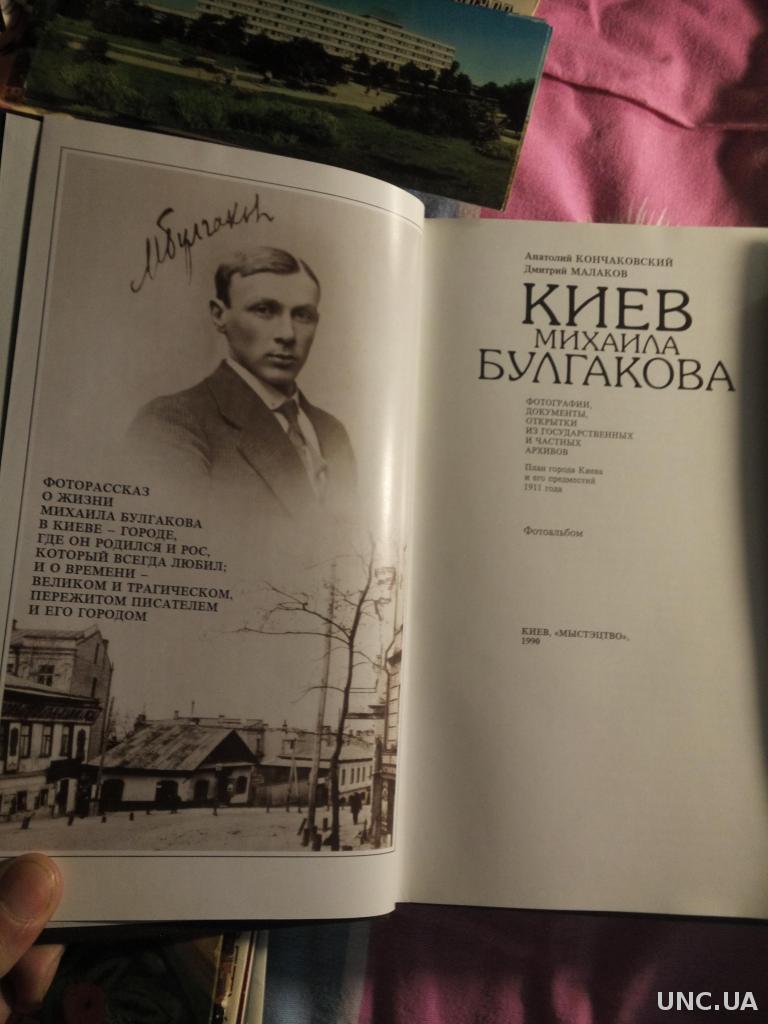 МБулгаков
ФОТОРАССКАЗ
О ЖИЗНИ
МИХАИЛА БУЛГАКОВА
В КИЕВЕ – ГОРОДЕ,
ГДЕ ОН РОДИЛСЯ И РОС,
КОТОРЫЙ ВСЕГДА ЛЮБИЛ;
И О ВРЕМЕНИ –
ВЕЛИКОМ И ТРАГИЧЕСКОМ,
ПЕРЕЖИТОМ ПИСАТЕЛЕМ
И ЕГО ГОРОДОМ
Анатолий КОНЧАКОВСКИЙ
Дмитрий МАЛАКОВ
КИЕВ
МИХАИЛА
БУЛГАКОВА
ФОТОГРАФИИ,
ДОКУМЕНТЫ,
ОТКРЫТКИ
ИЗ ГОСУДАРСТВЕННЫХ
И ЧАСТНЫХ
АРХИВОВ
План города Киева
и его предместий
1911 года
Фотоальбом
КИЕВ, «МЫСТЭЦТВО»,
1990
UNC.UA